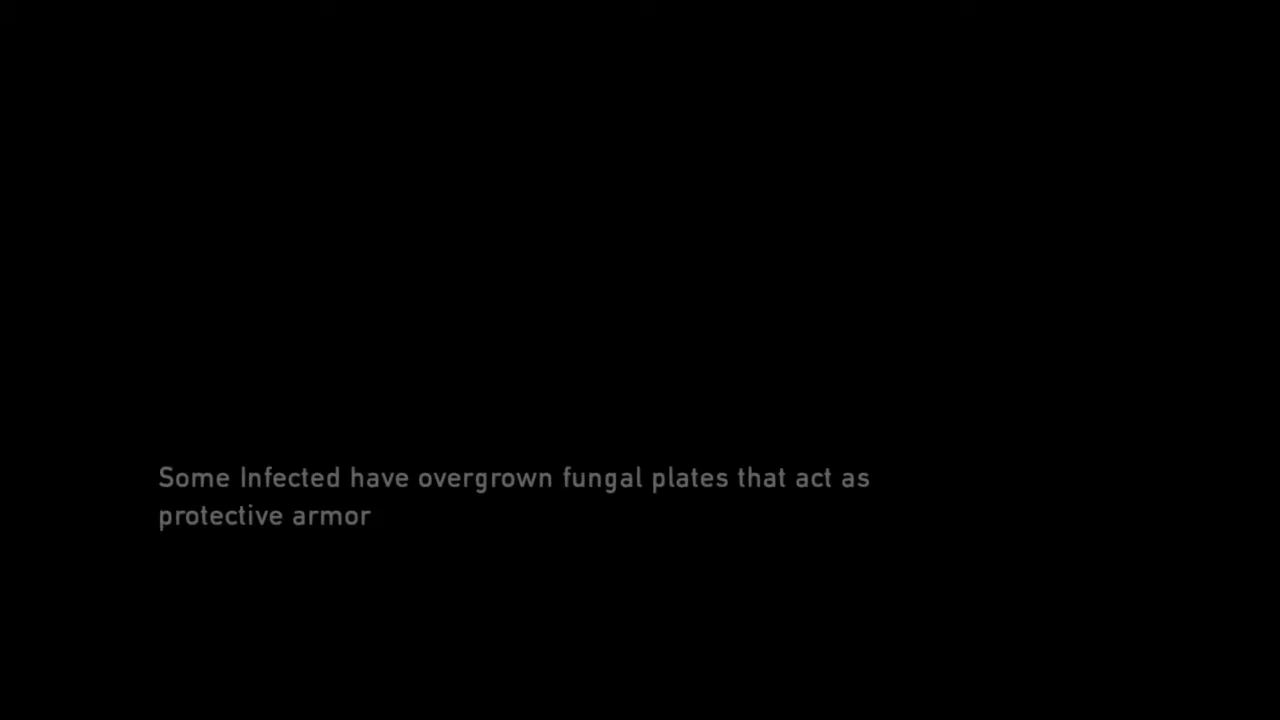 Some Infected have overgrown fungal plates that act as
protective armor